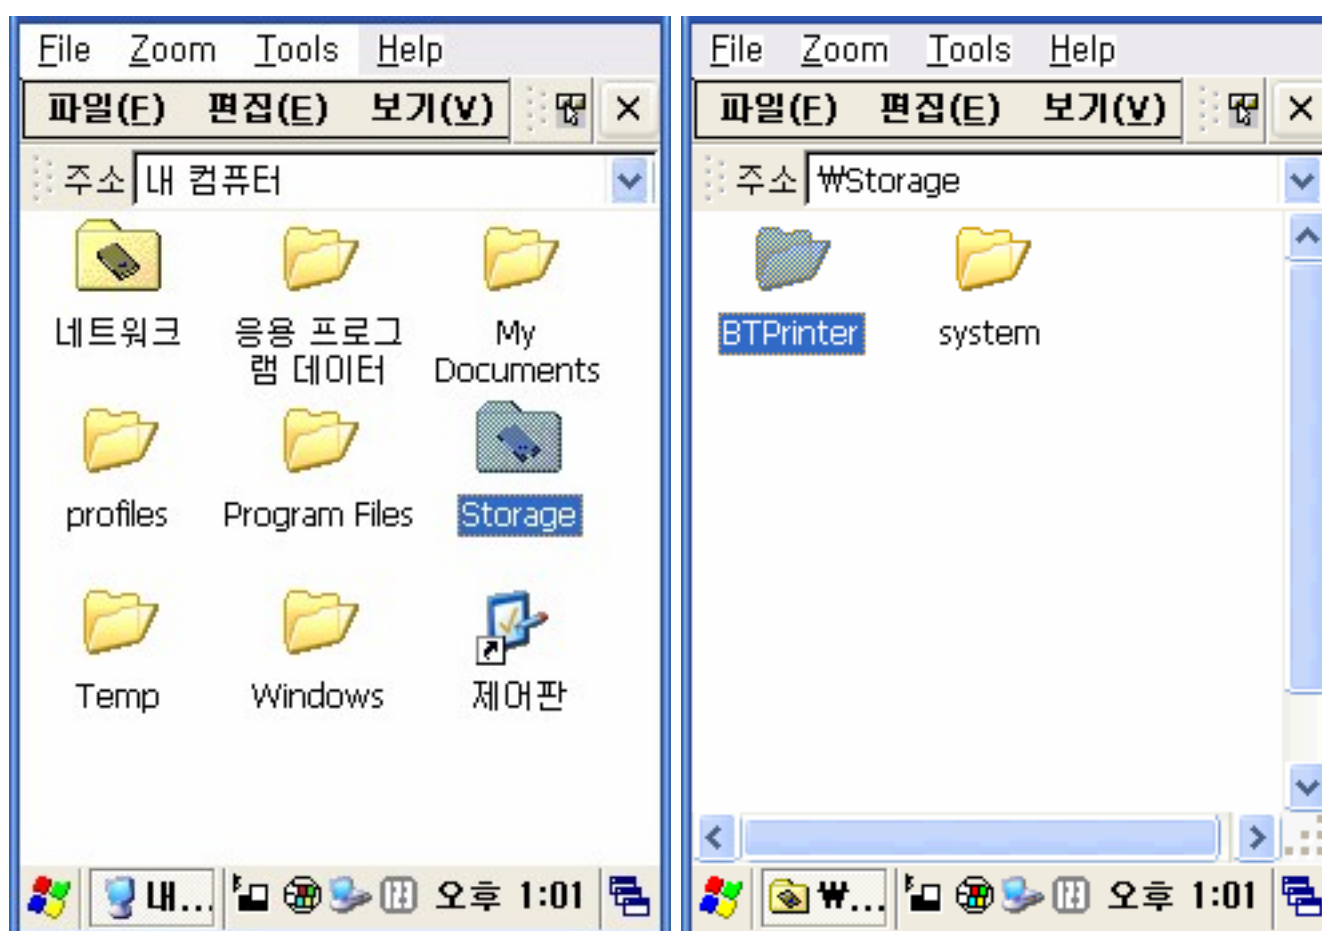 File Zoom Tools Help
파일(F) 편집(E) 보기(V)
주소 내 컴퓨터
네트워크 응용 프로그 My
램 데이터 Documents
profiles Program Files Storage
Temp Windows 제어판
내... 오후 1:01
File Zoom Tools Help
파일(F) 편집(E) 보기(V)
주소 ₩Storage
BTPrinter system
₩... 오후 1:01